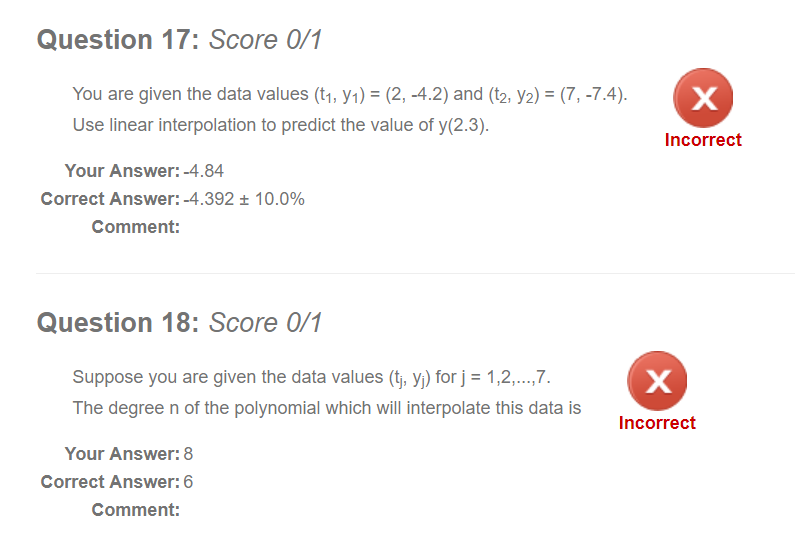 Question 17: Score 0/1
You are given the data values (t₁, y₁) = (2, -4.2) and (t₂, y₂) = (7, -7.4).
Use linear interpolation to predict the value of y(2.3).
Incorrect
Your Answer: -4.84
Correct Answer: -4.392 ± 10.0%
Comment:
Question 18: Score 0/1
Suppose you are given the data values (tⱼ, yⱼ) for j = 1,2,...,7.
The degree n of the polynomial which will interpolate this data is
Incorrect
Your Answer: 8
Correct Answer: 6
Comment: